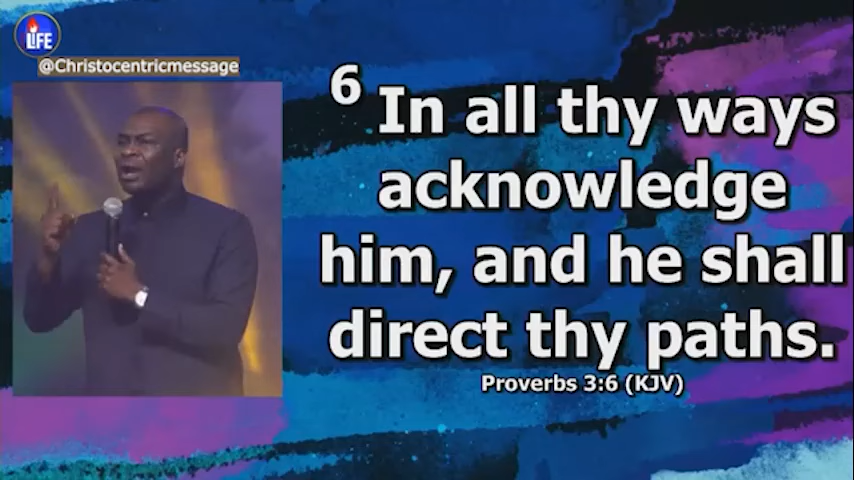 LIFE
@Christocentricmessage
6 In all thy ways
acknowledge
him, and he shall
direct thy paths.
Proverbs 3:6 (KJV)